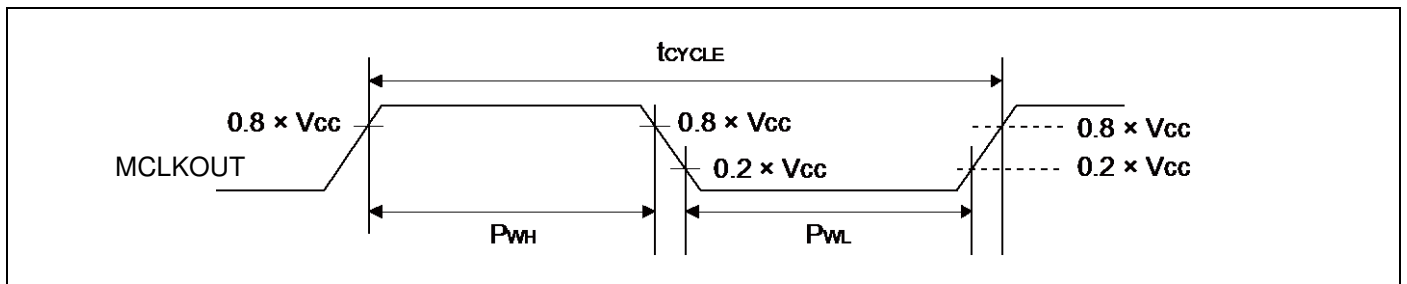 tCYCLE
0.8 × Vcc
0.8 × Vcc
0.8 × Vcc
MCLKOUT
0.2 × Vcc
0.2 × Vcc
PWH
PWL